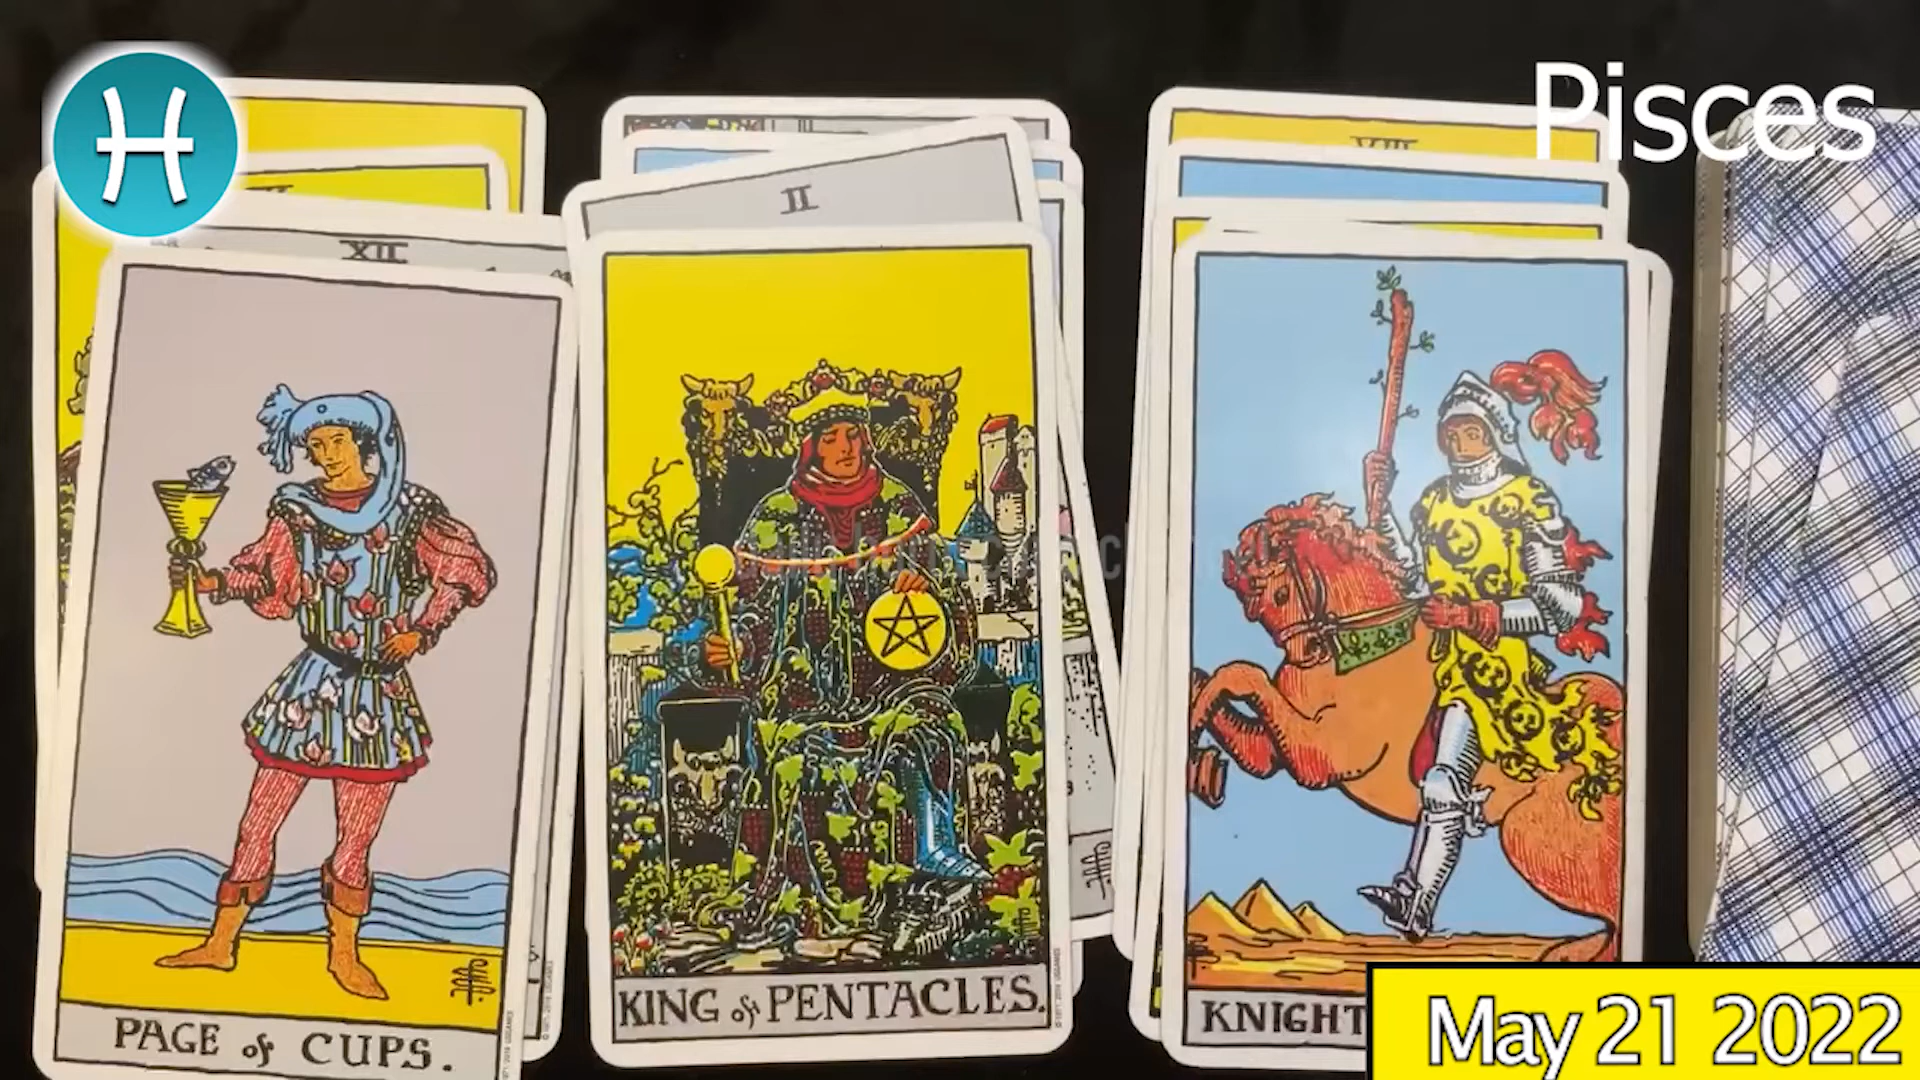 Pisces
VIII
XII
II
PAGE of CUPS.
KING of PENTACLES.
KNIGHT
May 21 2022